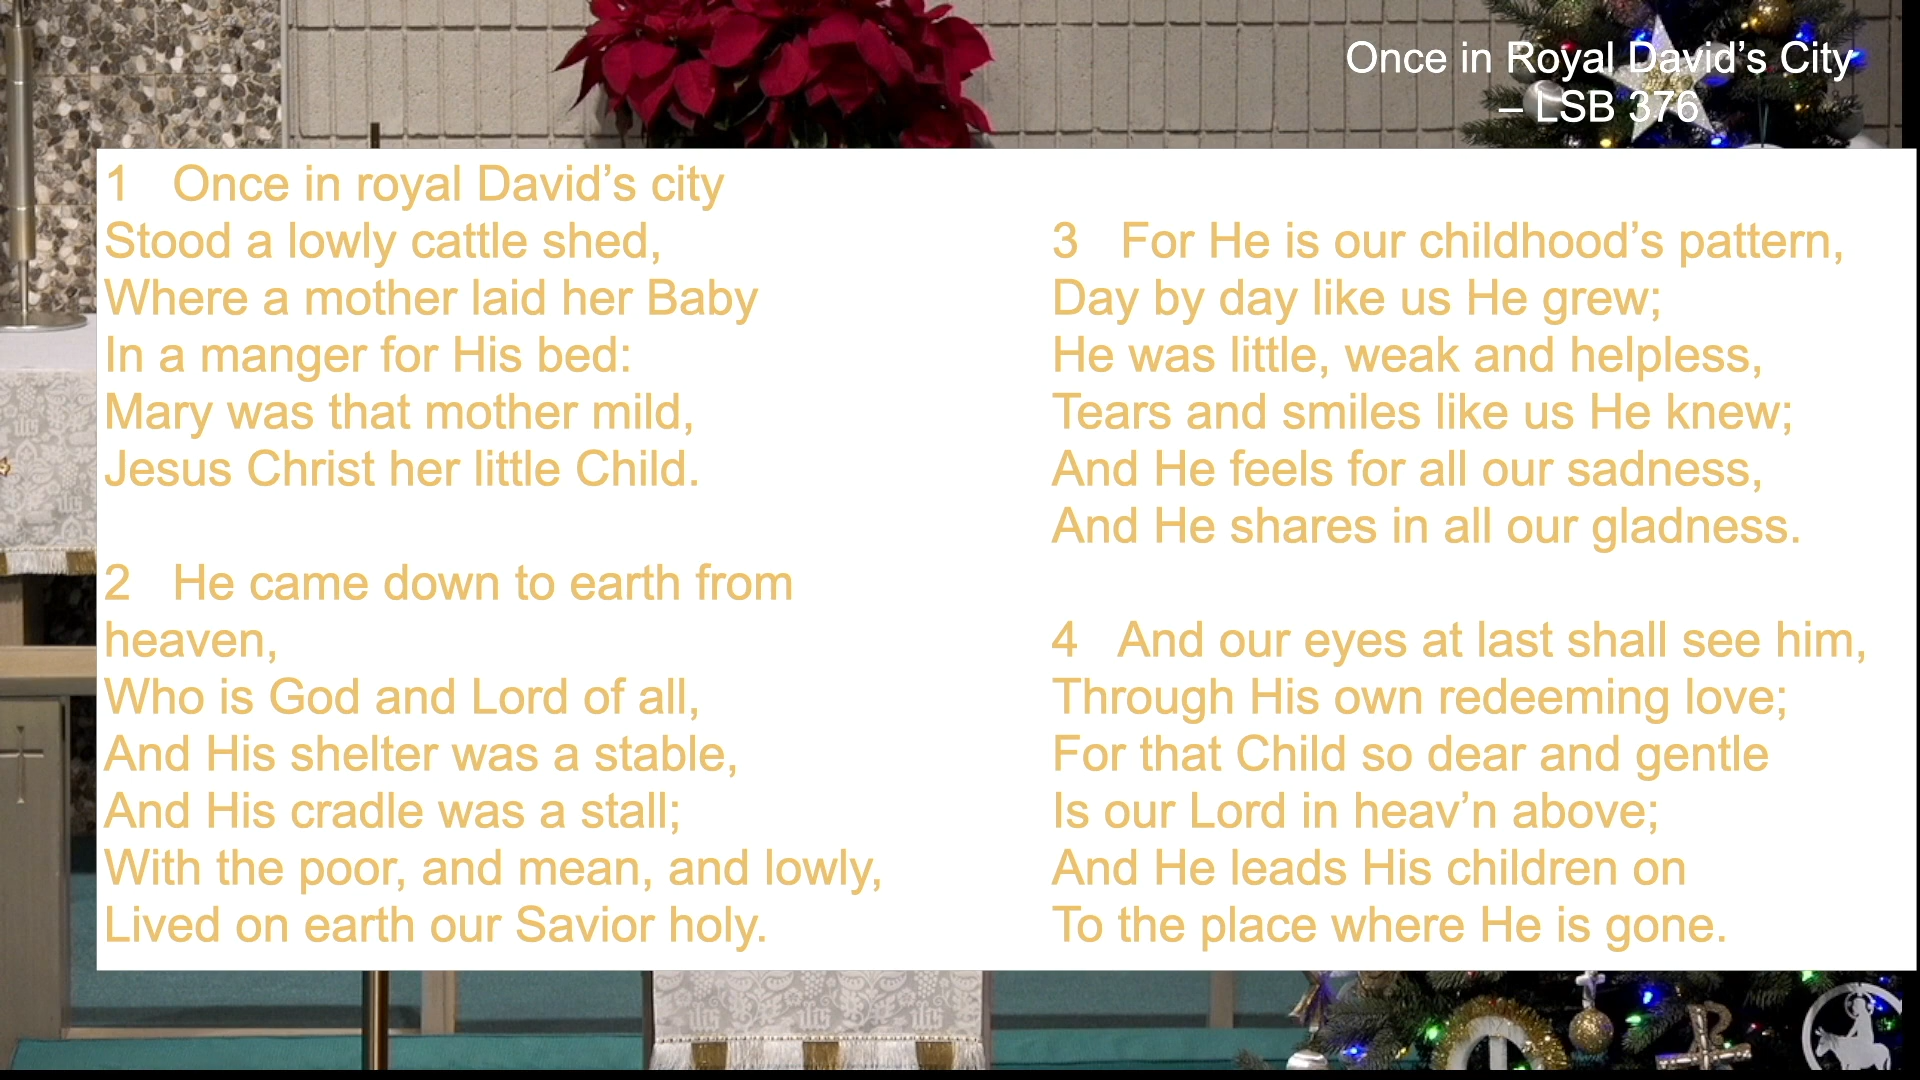 Once in Royal David’s City
– LSB 376
1 Once in royal David’s city
Stood a lowly cattle shed,
Where a mother laid her Baby
In a manger for His bed:
Mary was that mother mild,
Jesus Christ her little Child.
2 He came down to earth from
heaven,
Who is God and Lord of all,
And His shelter was a stable,
And His cradle was a stall;
With the poor, and mean, and lowly,
Lived on earth our Savior holy.
3 For He is our childhood’s pattern,
Day by day like us He grew;
He was little, weak and helpless,
Tears and smiles like us He knew;
And He feels for all our sadness,
And He shares in all our gladness.
4 And our eyes at last shall see him,
Through His own redeeming love;
For that Child so dear and gentle
Is our Lord in heav’n above;
And He leads His children on
To the place where He is gone.